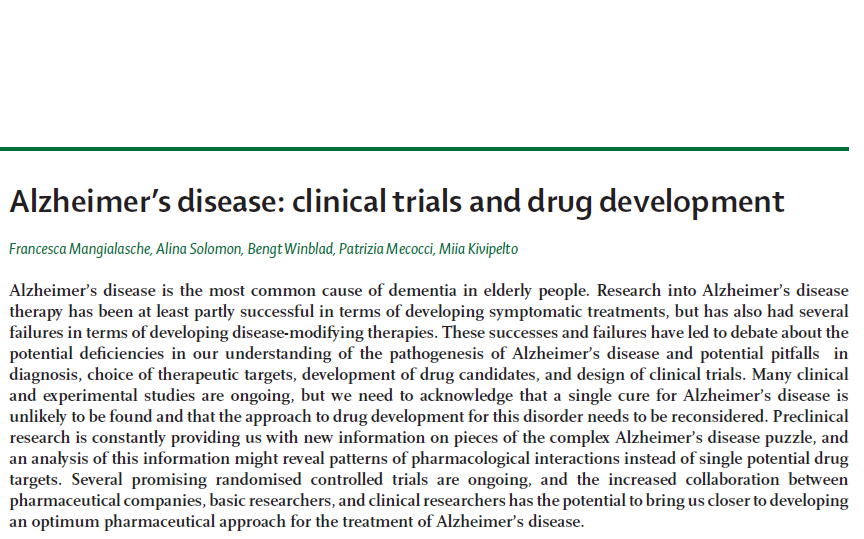 Alzheimer’s disease: clinical trials and drug development
Francesca Mangialasche, Alina Solomon, Bengt Winblad, Patrizia Mecocci, Miia Kivipelto
Alzheimer’s disease is the most common cause of dementia in elderly people. Research into Alzheimer’s disease
therapy has been at least partly successful in terms of developing symptomatic treatments, but has also had several
failures in terms of developing disease-modifying therapies. These successes and failures have led to debate about the
potential deficiencies in our understanding of the pathogenesis of Alzheimer’s disease and potential pitfalls in
diagnosis, choice of therapeutic targets, development of drug candidates, and design of clinical trials. Many clinical
and experimental studies are ongoing, but we need to acknowledge that a single cure for Alzheimer’s disease is
unlikely to be found and that the approach to drug development for this disorder needs to be reconsidered. Preclinical
research is constantly providing us with new information on pieces of the complex Alzheimer’s disease puzzle, and
an analysis of this information might reveal patterns of pharmacological interactions instead of single potential drug
targets. Several promising randomised controlled trials are ongoing, and the increased collaboration between
pharmaceutical companies, basic researchers, and clinical researchers has the potential to bring us closer to developing
an optimum pharmaceutical approach for the treatment of Alzheimer’s disease.